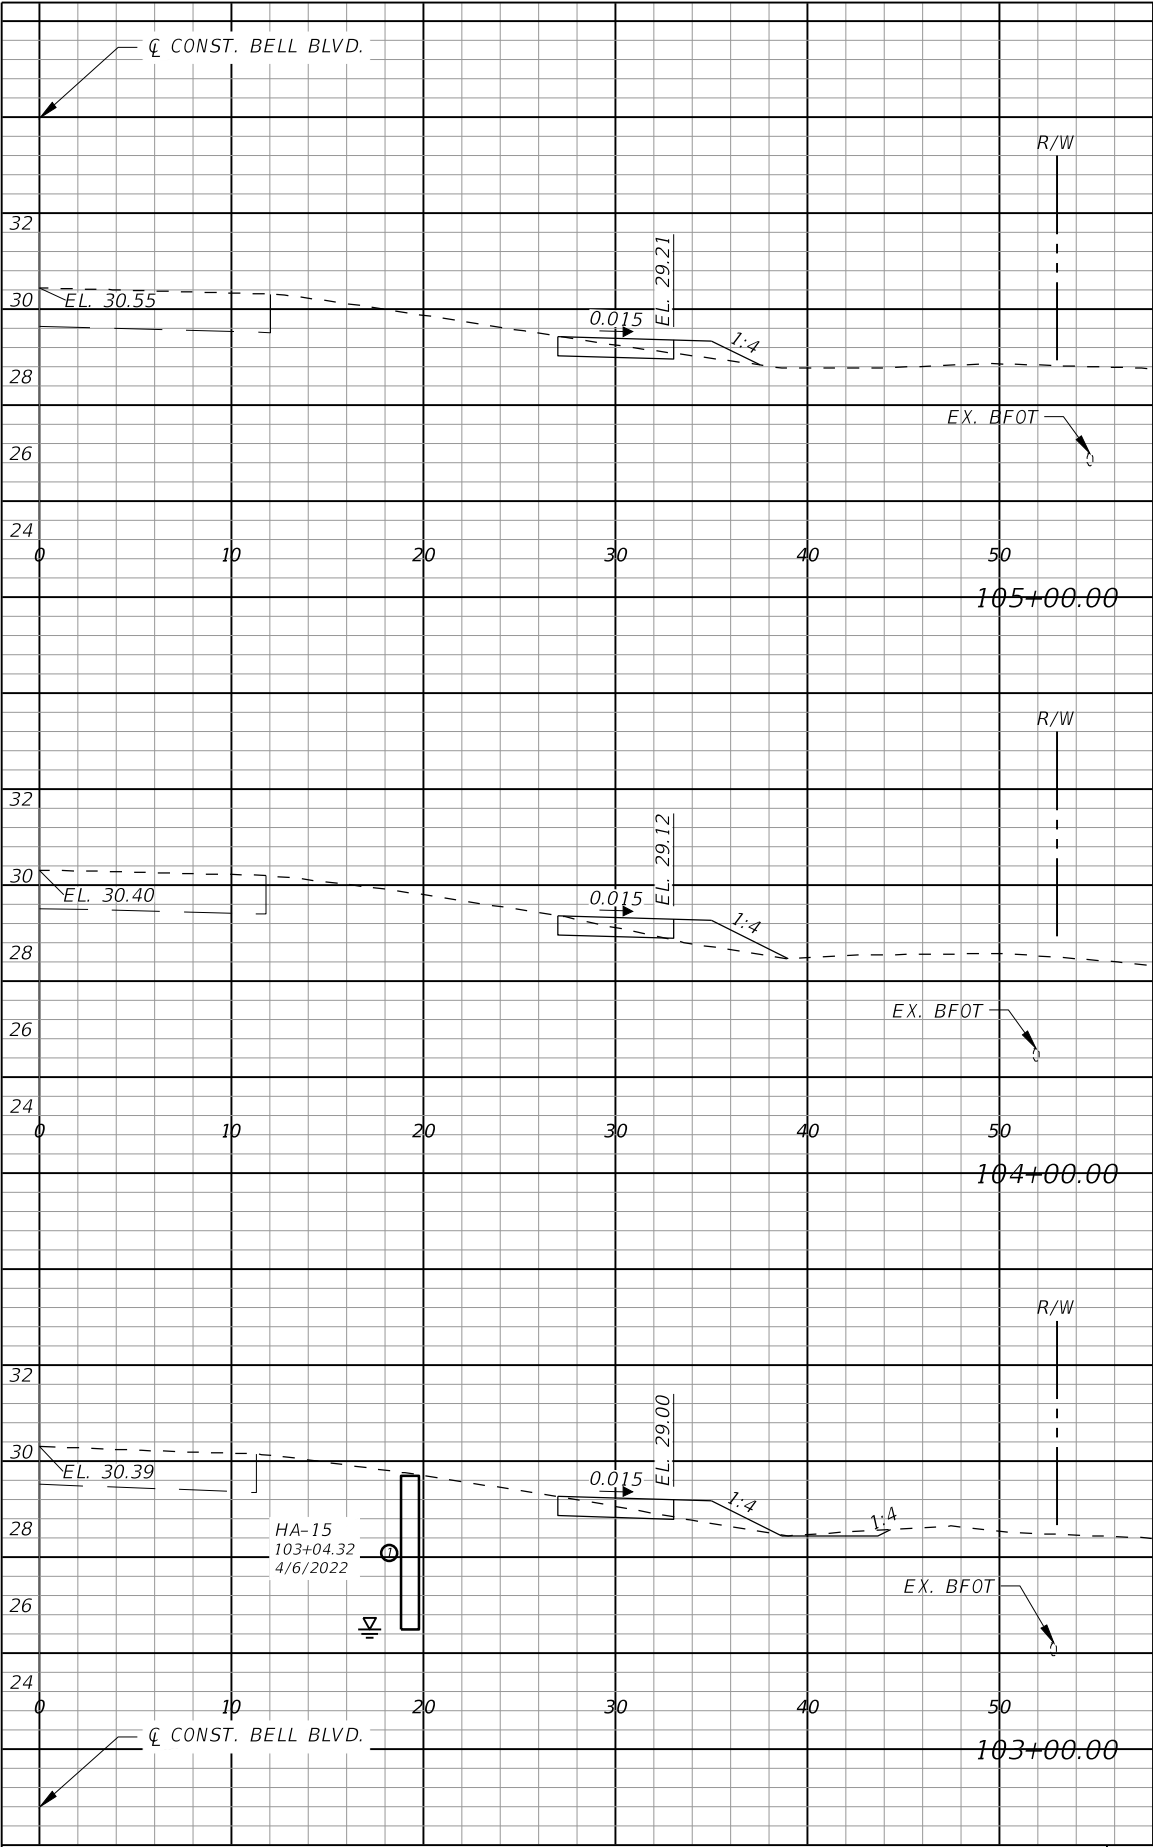 ℄ CONST. BELL BLVD.
R/W
32
EL. 29.21
30
EL. 30.55
0.015
1:4
28
EX. BFOT
26
24
0 10 20 30 40 50
105+00.00
R/W
32
EL. 29.12
30
EL. 30.40
0.015
1:4
28
EX. BFOT
26
24
0 10 20 30 40 50
104+00.00
R/W
32
EL. 29.00
30
EL. 30.39
0.015
1:4
1:4
28
HA-15
103+04.32
4/6/2022
1
EX. BFOT
26
24
0 10 20 30 40 50
℄ CONST. BELL BLVD.
103+00.00